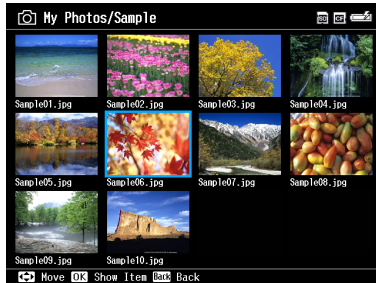 My Photos/Sample SD CF
Sample01.jpg Sample02.jpg Sample03.jpg Sample04.jpg
Sample05.jpg Sample06.jpg Sample07.jpg Sample08.jpg
Sample09.jpg Sample10.jpg
Move OK Show Item Back Back